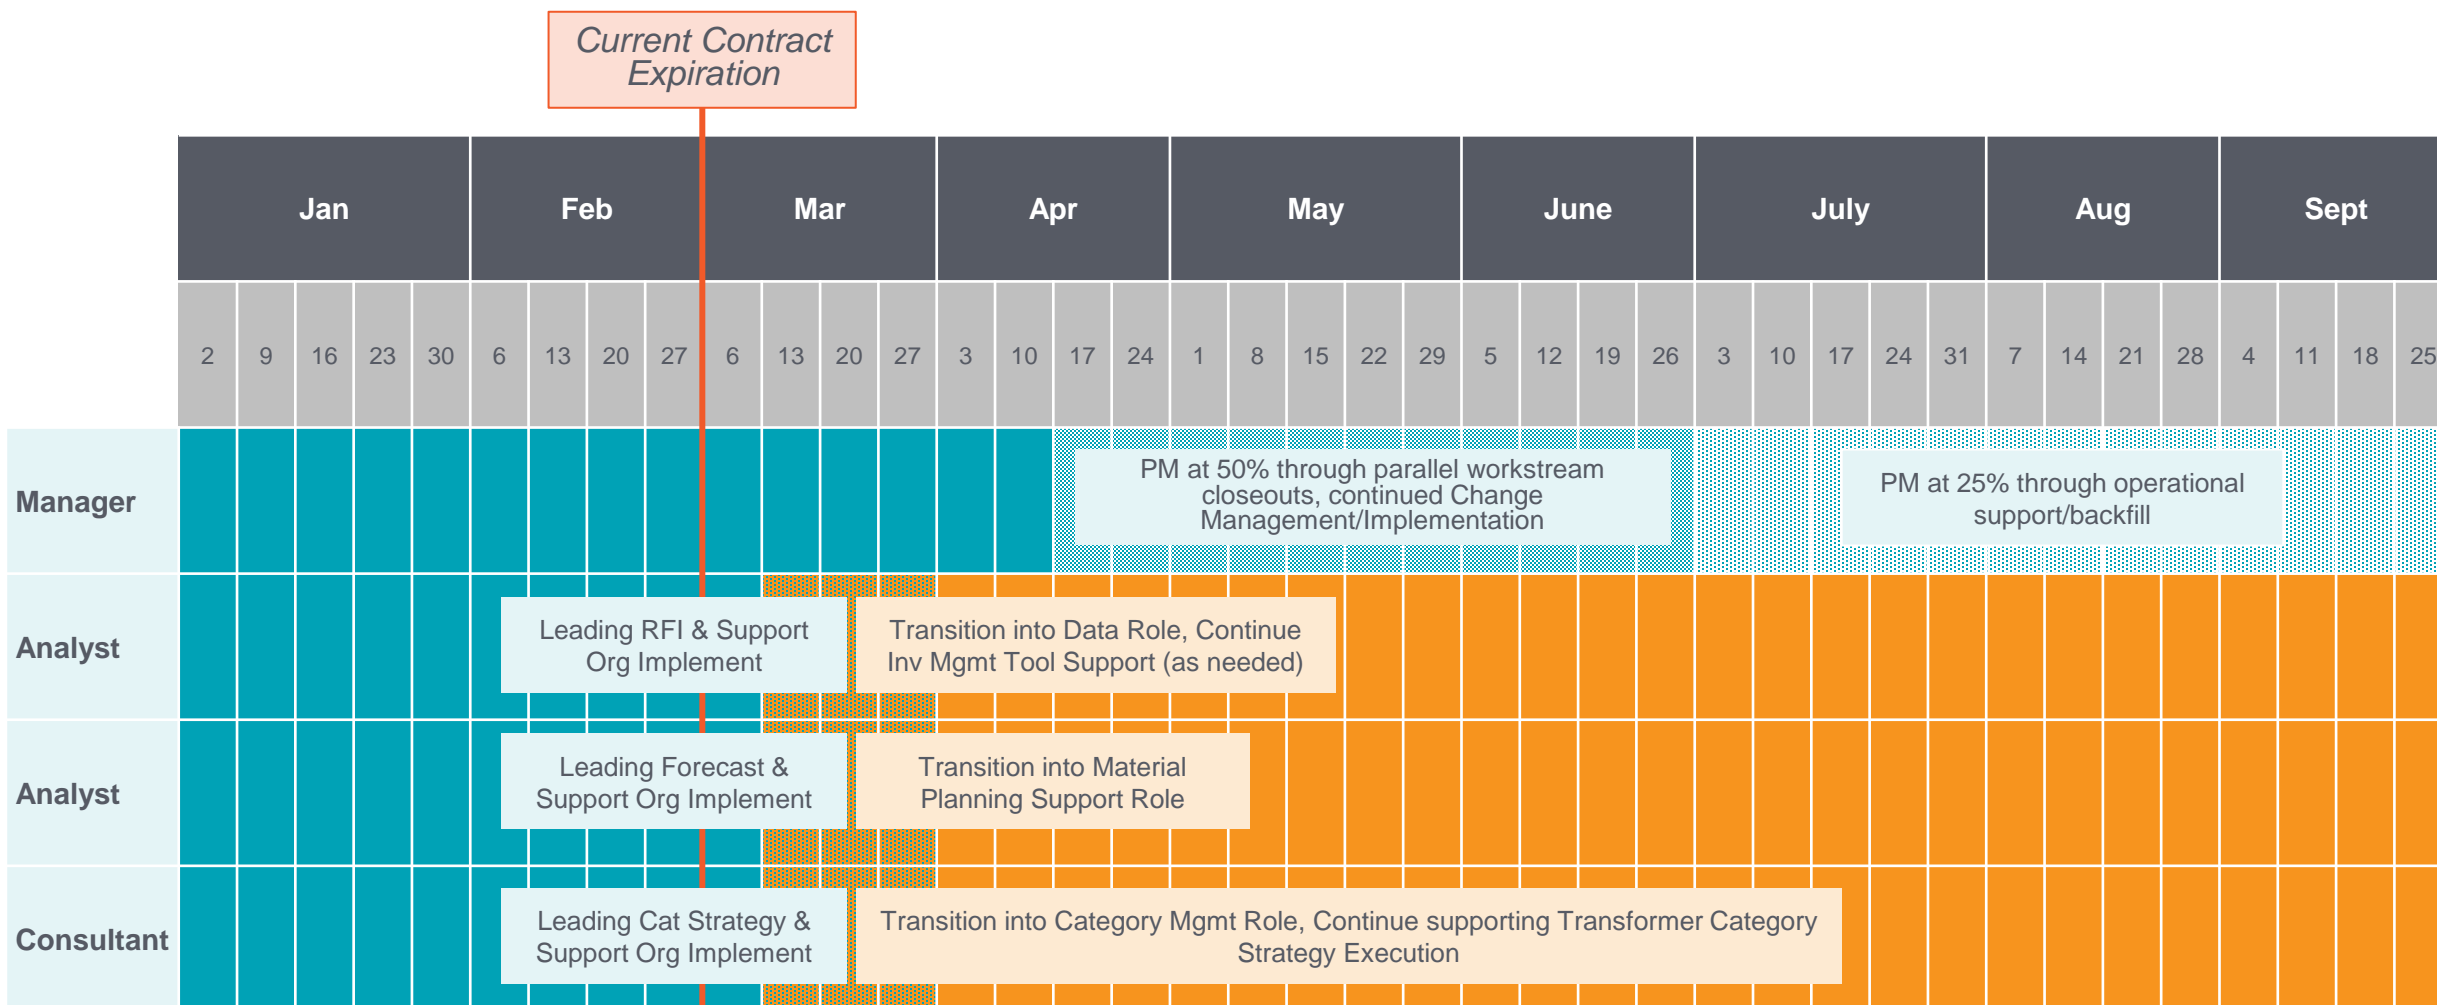 Current Contract
Expiration
Jan Feb Mar Apr May June July Aug Sept
2 9 16 23 30 6 13 20 27 6 13 20 27 3 10 17 24 1 8 15 22 29 5 12 19 26 3 10 17 24 31 7 14 21 28 4 11 18 25
Manager
PM at 50% through parallel workstream
closeouts, continued Change
Management/Implementation
PM at 25% through operational
support/backfill
Analyst
Leading RFI & Support
Org Implement
Transition into Data Role, Continue
Inv Mgmt Tool Support (as needed)
Analyst
Leading Forecast &
Support Org Implement
Transition into Material
Planning Support Role
Consultant
Leading Cat Strategy &
Support Org Implement
Transition into Category Mgmt Role, Continue supporting Transformer Category
Strategy Execution